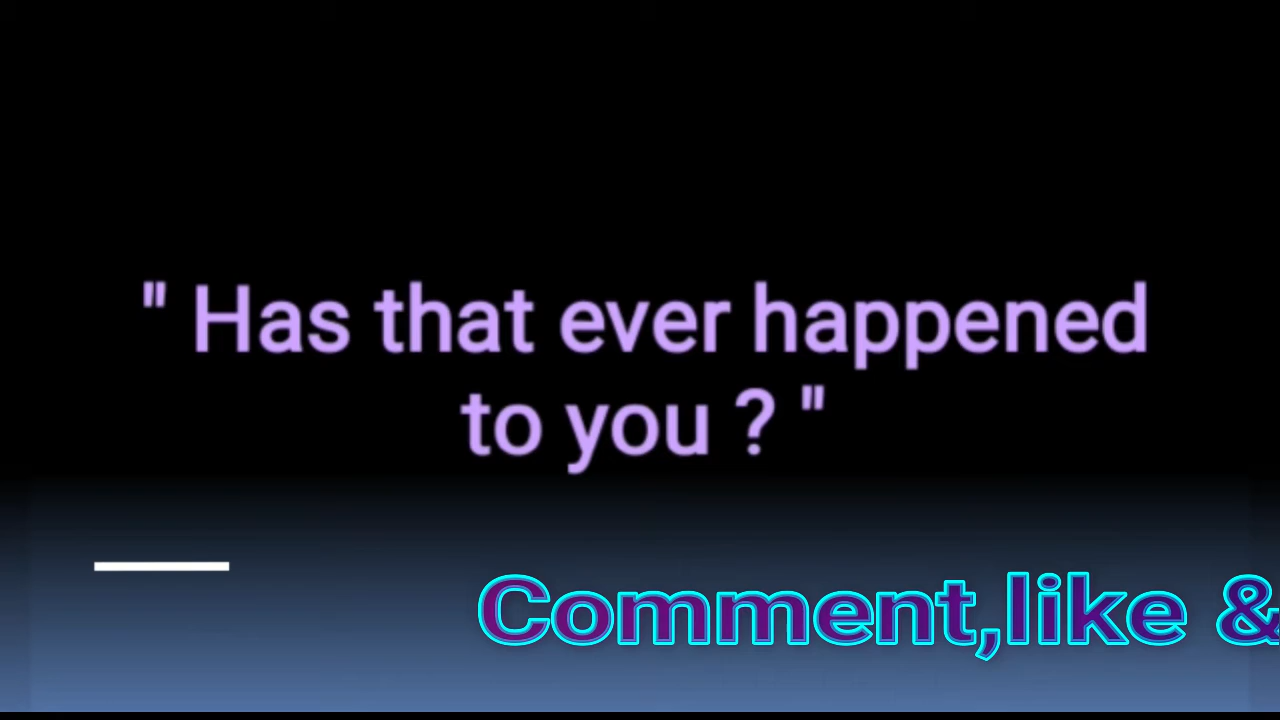 " Has that ever happened
to you ? "
Comment,like &